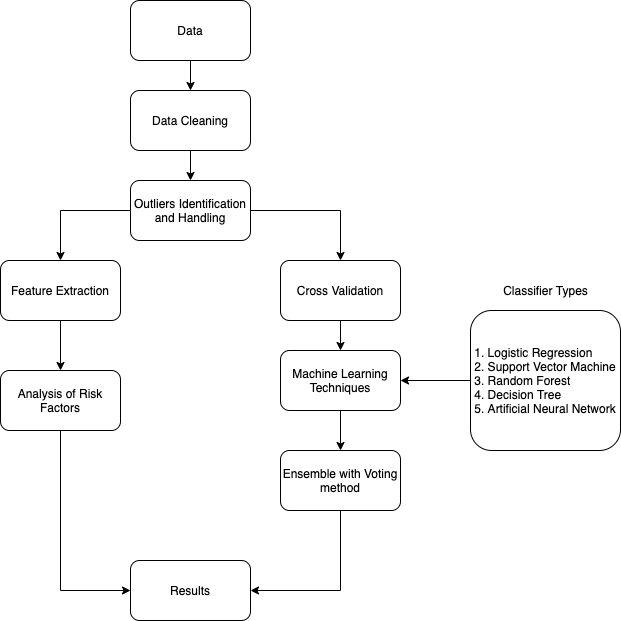 Data
Data Cleaning
Outliers Identification
and Handling
Feature Extraction
Cross Validation
Classifier Types
1. Logistic Regression
2. Support Vector Machine
3. Random Forest
4. Decision Tree
5. Artificial Neural Network
Machine Learning
Techniques
Analysis of Risk
Factors
Ensemble with Voting
method
Results